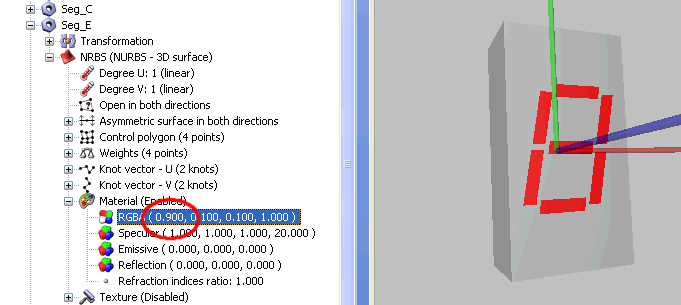 Seg_C
Seg_E
Transformation
NRBS (NURBS - 3D surface)
Degree U: 1 (linear)
Degree V: 1 (linear)
Open in both directions
Asymmetric surface in both directions
Control polygon (4 points)
Weights (4 points)
Knot vector - U (2 knots)
Knot vector - V (2 knots)
Material (Enabled)
RGBA ( 0.900, 0.100, 0.100, 1.000 )
Specular ( 1.000, 1.000, 1.000, 20.000 )
Emissive ( 0.000, 0.000, 0.000 )
Reflection ( 0.000, 0.000, 0.000 )
Refraction indices ratio: 1.000
Texture (Disabled)